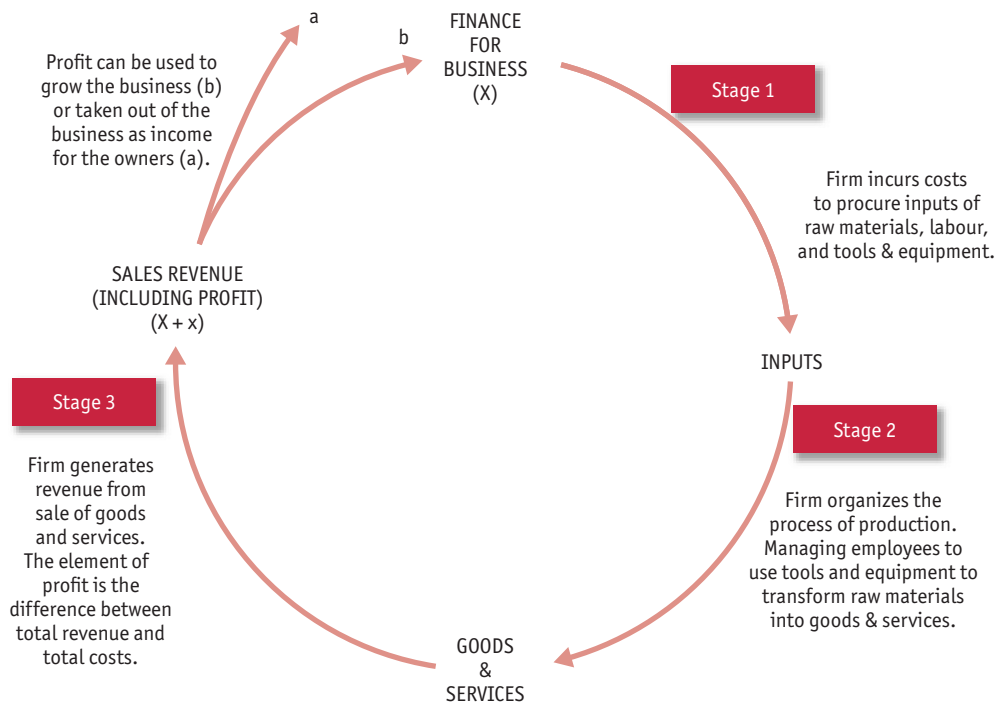 a
b
FINANCE
FOR
BUSINESS
(X)
Profit can be used to
grow the business (b)
or taken out of the
business as income
for the owners (a).
Stage 1
Firm incurs costs
to procure inputs of
raw materials, labour,
and tools & equipment.
INPUTS
Stage 2
Firm organizes the
process of production.
Managing employees to
use tools and equipment to
transform raw materials
into goods & services.
GOODS
&
SERVICES
Stage 3
Firm generates
revenue from
sale of goods
and services.
The element of
profit is the
difference between
total revenue and
total costs.
SALES REVENUE
(INCLUDING PROFIT)
(X + x)